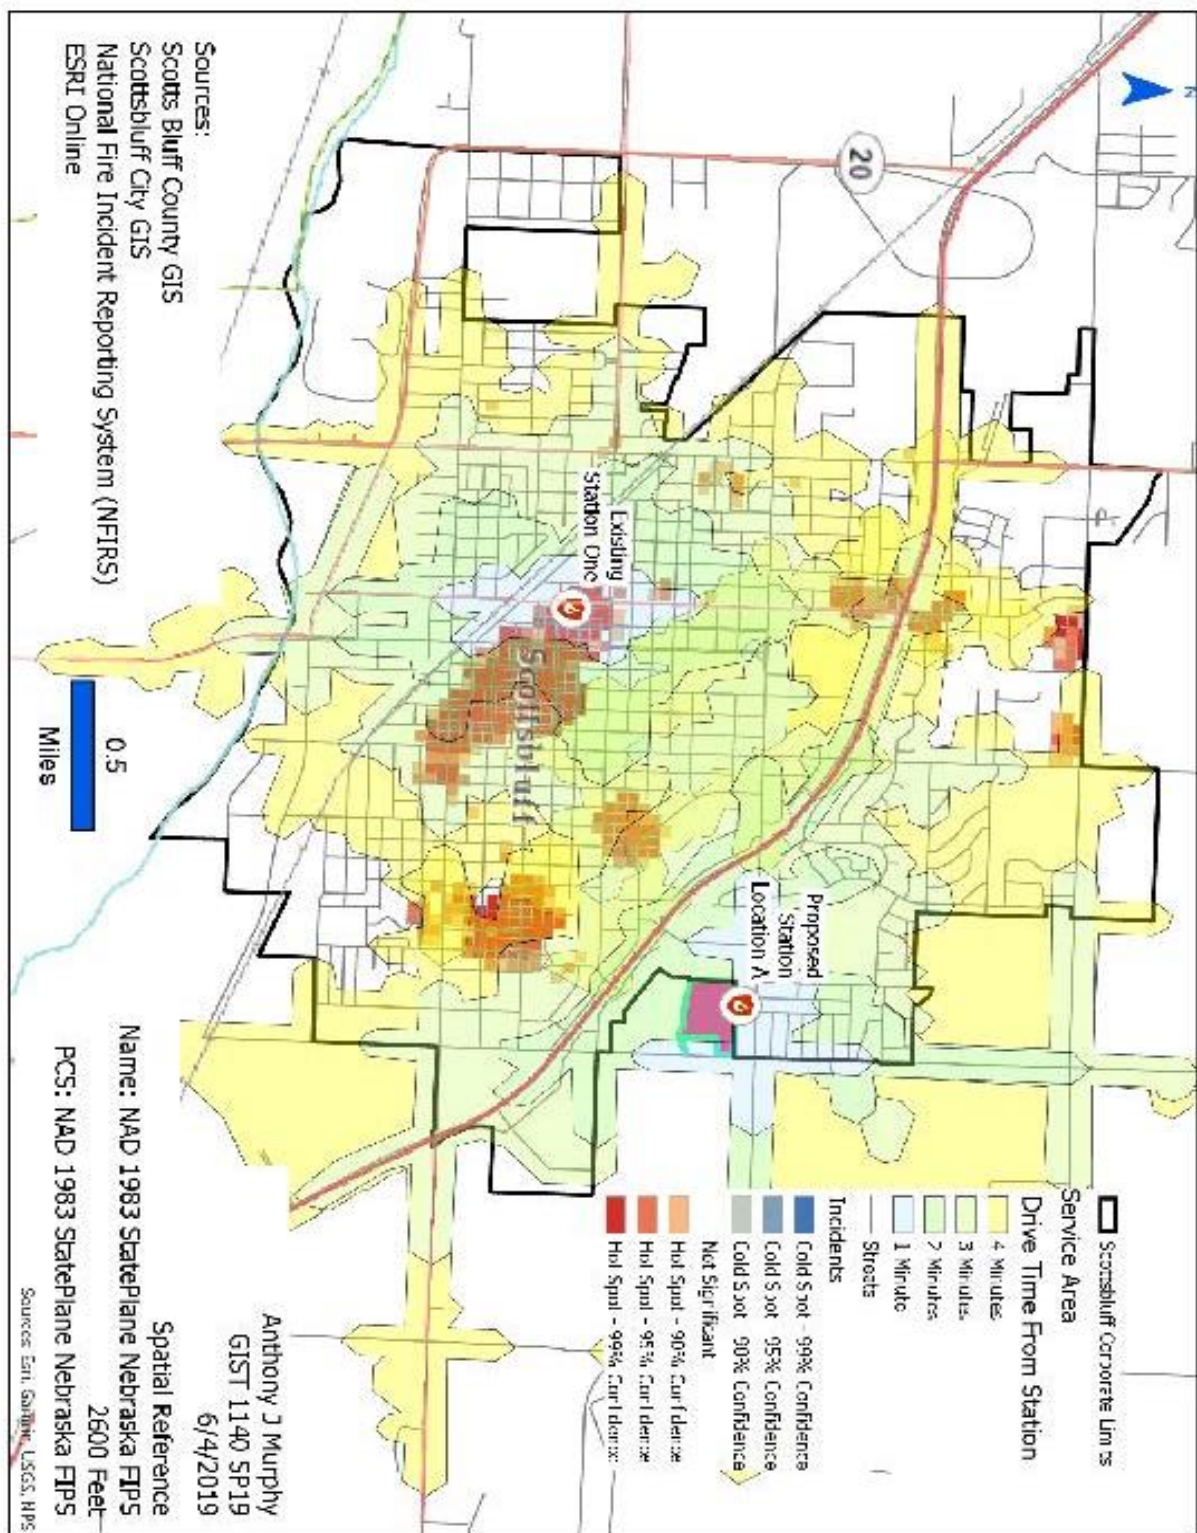 N
20
Existing
Station One
Scottsbluff
Proposed
Station
Location A
Scottsbluff Corporate Limits
Service Area
Drive Time From Station
4 Minutes
3 Minutes
2 Minutes
1 Minute
Streets
Incidents
Cold Spot - 99% Confidence
Cold Spot - 95% Confidence
Cold Spot - 90% Confidence
Not Significant
Hot Spot - 90% Confidence
Hot Spot - 95% Confidence
Hot Spot - 99% Confidence
Sources:
Scotts Bluff County GIS
Scottsbluff City GIS
National Fire Incident Reporting System (NFIRS)
ESRI Online
0.5
Miles
Anthony J Murphy
GIST 1140 SP19
6/4/2019
Spatial Reference
Name: NAD 1983 StatePlane Nebraska FIPS
2600 Feet
PCS: NAD 1983 StatePlane Nebraska FIPS
Sources: Esri, Garmin, USGS, NPS